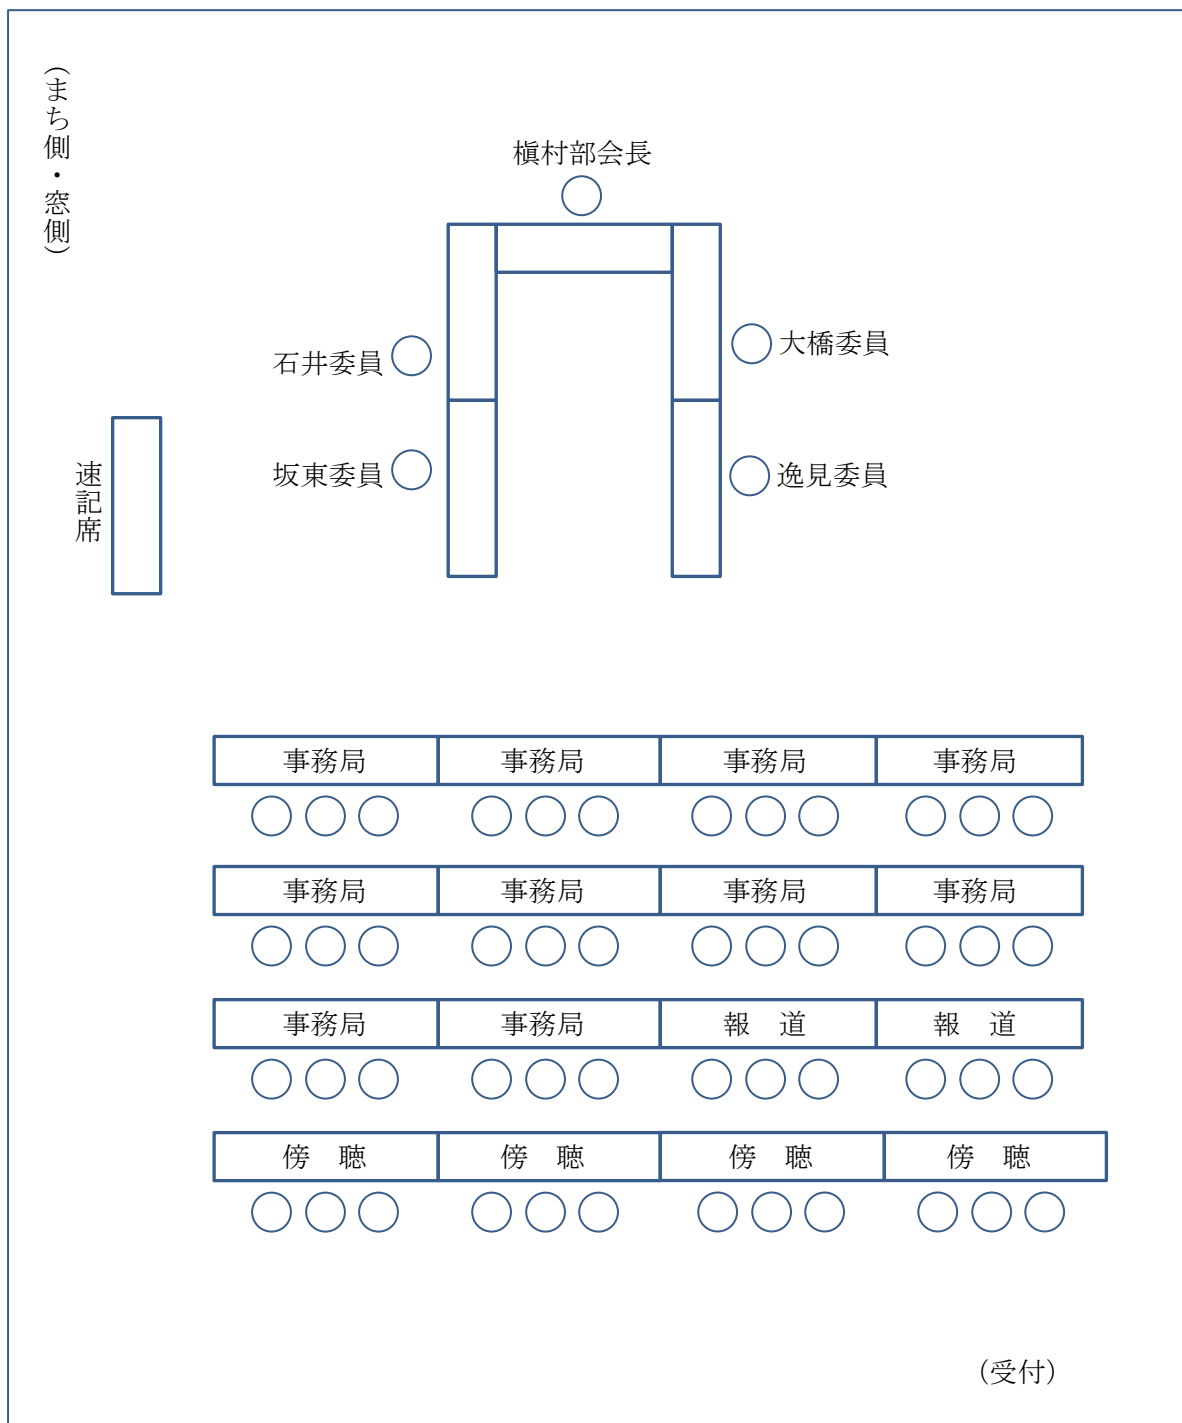 (まち側・窓側)
槇村部会長
大橋委員
石井委員
坂東委員
逸見委員
速記席
事務局 事務局 事務局 事務局
事務局 事務局 事務局 事務局
事務局 事務局 報 道 報 道
傍 聴 傍 聴 傍 聴 傍 聴
(受付)